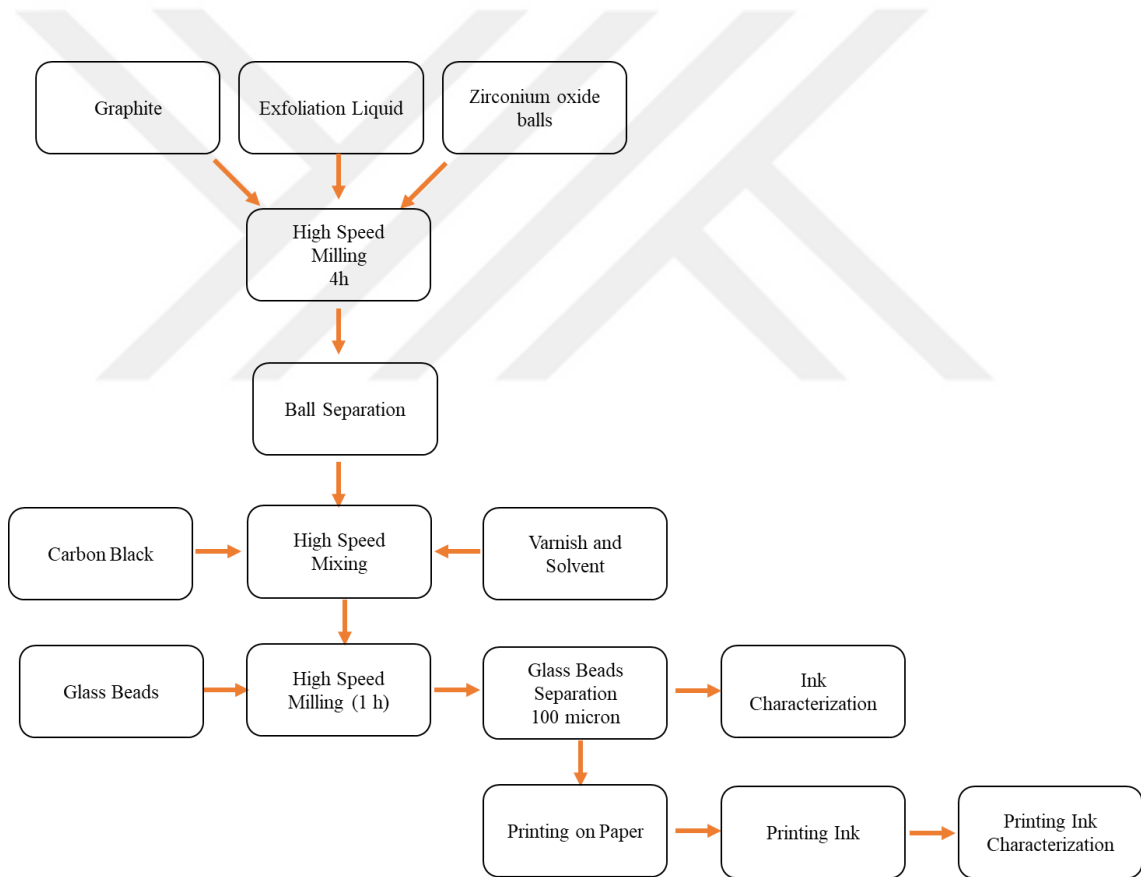 Graphite
Exfoliation Liquid
Zirconium oxide
balls
High Speed
Milling
4h
Ball Separation
Carbon Black
High Speed
Mixing
Varnish and
Solvent
Glass Beads
High Speed
Milling (1 h)
Glass Beads
Separation
100 micron
Ink
Characterization
Printing on Paper
Printing Ink
Printing Ink
Characterization